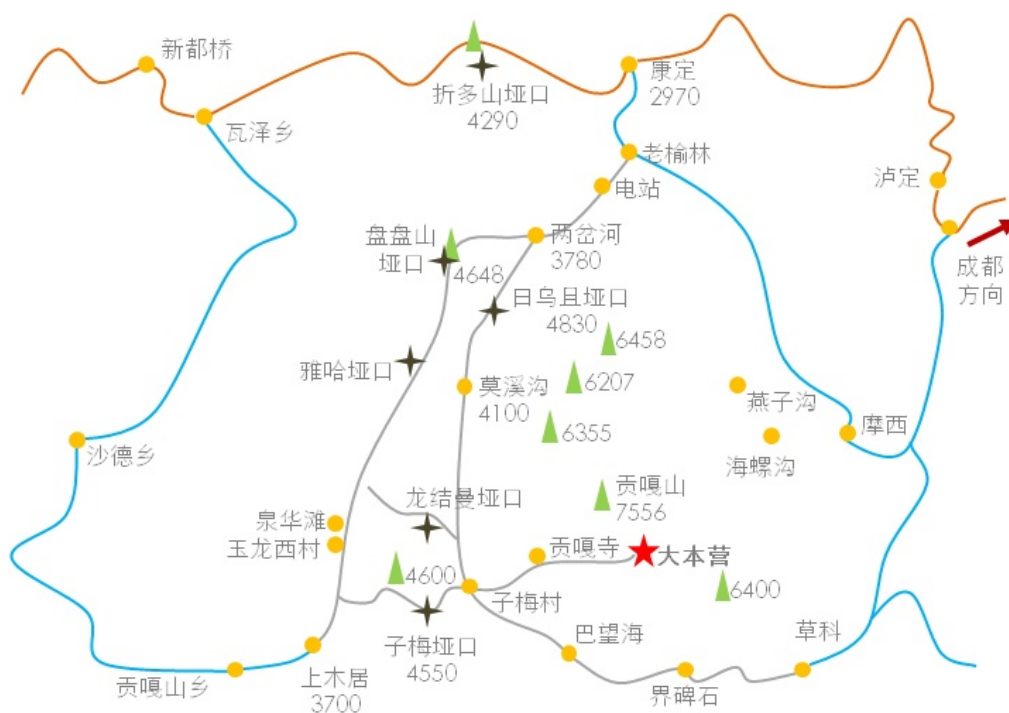 新都桥
康定
2970
折多山垭口
4290
瓦泽乡
老榆林
泸定
电站
盘盘山
垭口
4648
两岔河
3780
成都
方向
日乌且垭口
4830
6458
雅哈垭口
莫溪沟
4100
6207
燕子沟
6355
摩西
沙德乡
海螺沟
龙结曼垭口
贡嘎山
7556
泉华滩
玉龙西村
贡嘎寺
大本营
4600
6400
子梅村
子梅垭口
4550
巴望海
草科
上木居
3700
贡嘎山乡
界碑石